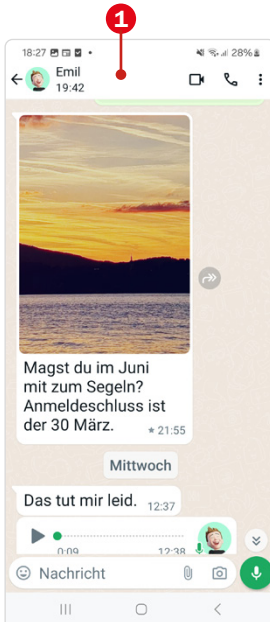 1
18:27 28%
Emil
19:42
Magst du im Juni
mit zum Segeln?
Anmeldeschluss ist
der 30 März. 21:55
Mittwoch
Das tut mir leid. 12:37
0:09 12:38
Nachricht